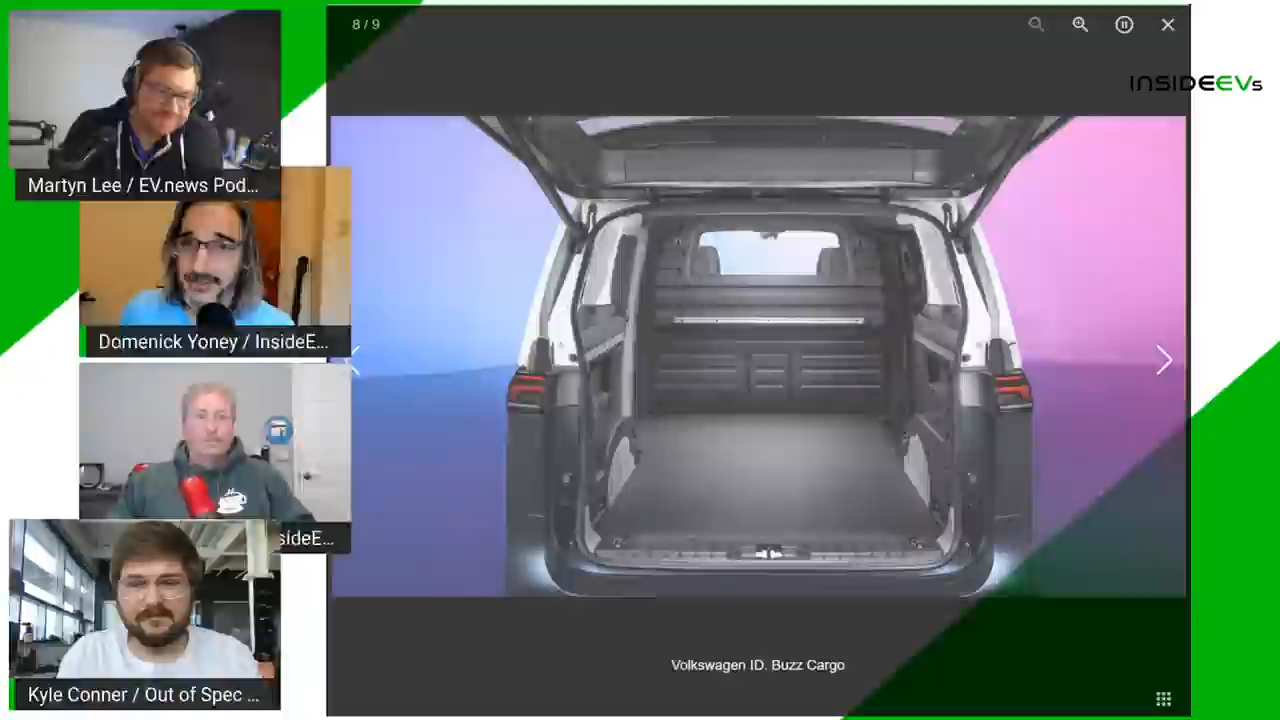 8 / 9
INSIDEEVs
Martyn Lee / EV.news Pod...
Domenick Yoney / InsideE...
sideE...
Kyle Conner / Out of Spec ...
Volkswagen ID. Buzz Cargo